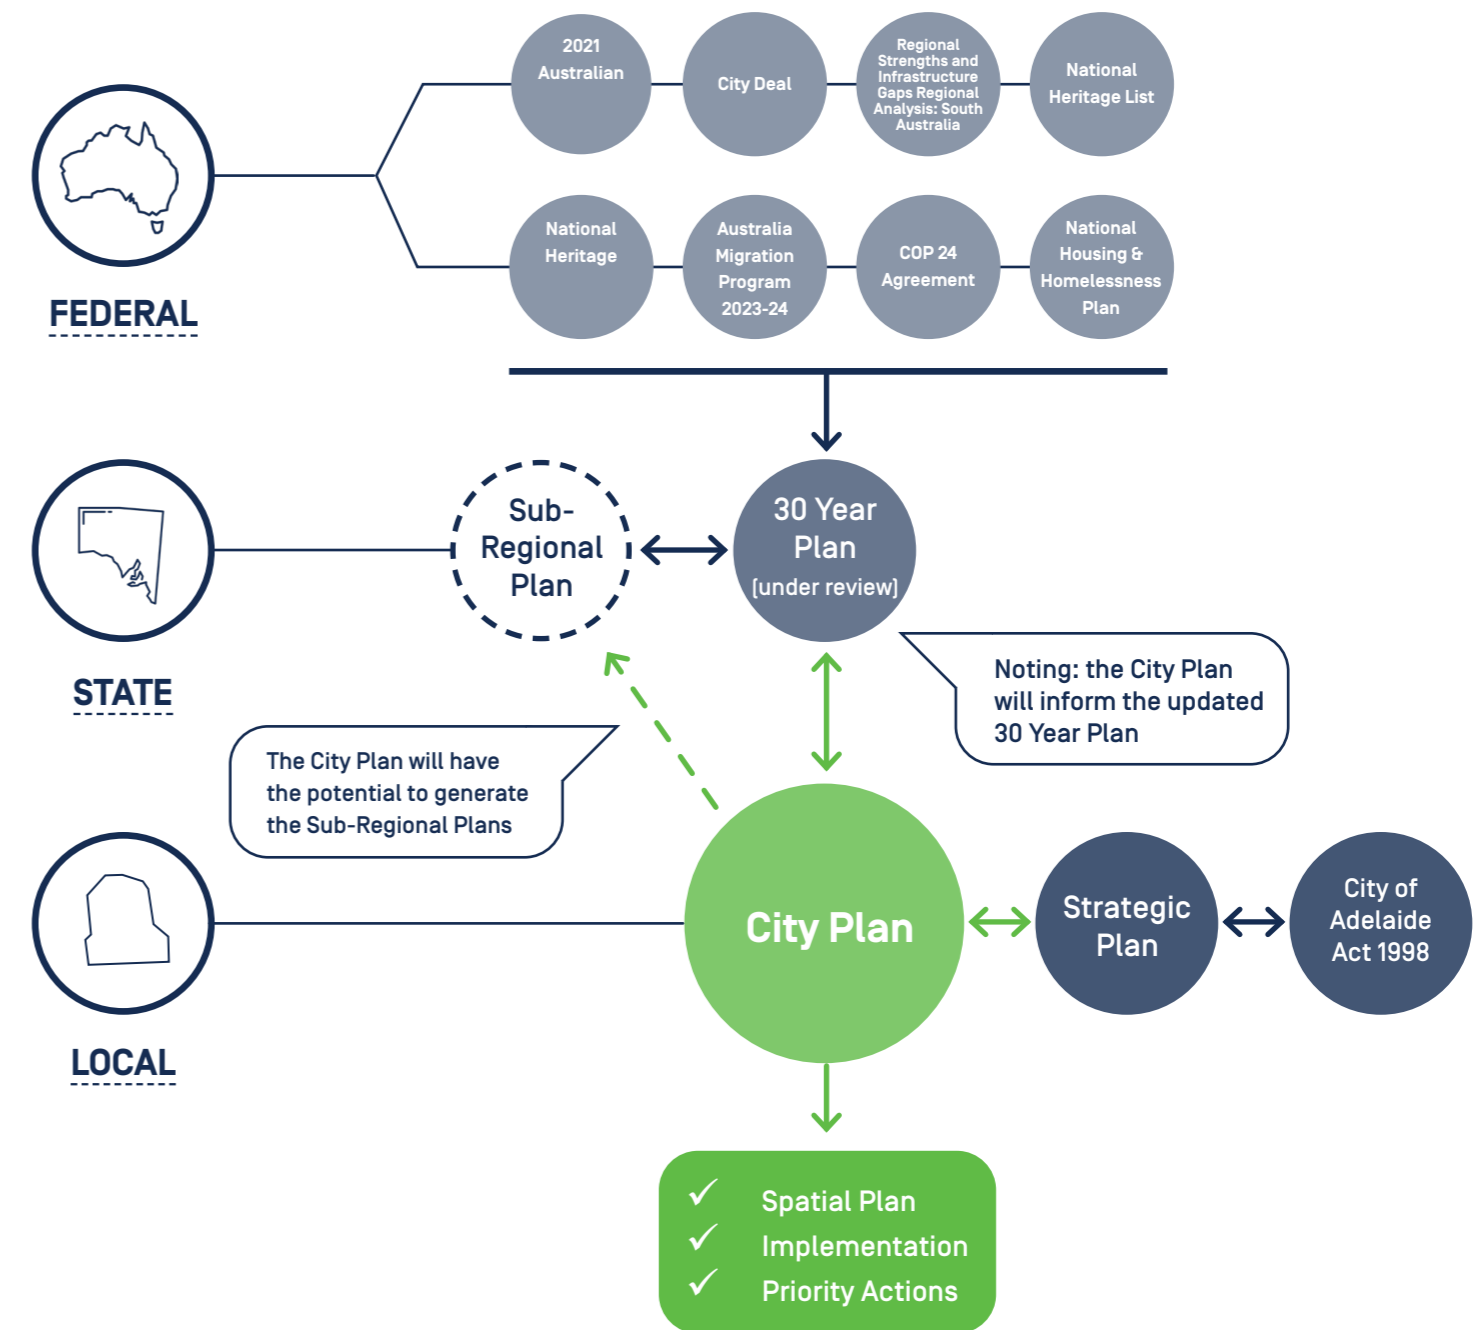 2021
Australian
City Deal
Regional
Strengths and
Infrastructure
Gaps Regional
Analysis: South
Australia
National
Heritage List
FEDERAL
National
Heritage
Australia
Migration
Program
2023-24
COP 24
Agreement
National
Housing &
Homelessness
Plan
STATE
Sub-
Regional
Plan
30 Year
Plan
(under review)
Noting: the City Plan
will inform the updated
30 Year Plan
The City Plan will have
the potential to generate
the Sub-Regional Plans
LOCAL
City Plan
Strategic
Plan
City of
Adelaide
Act 1998
Spatial Plan
Implementation
Priority Actions